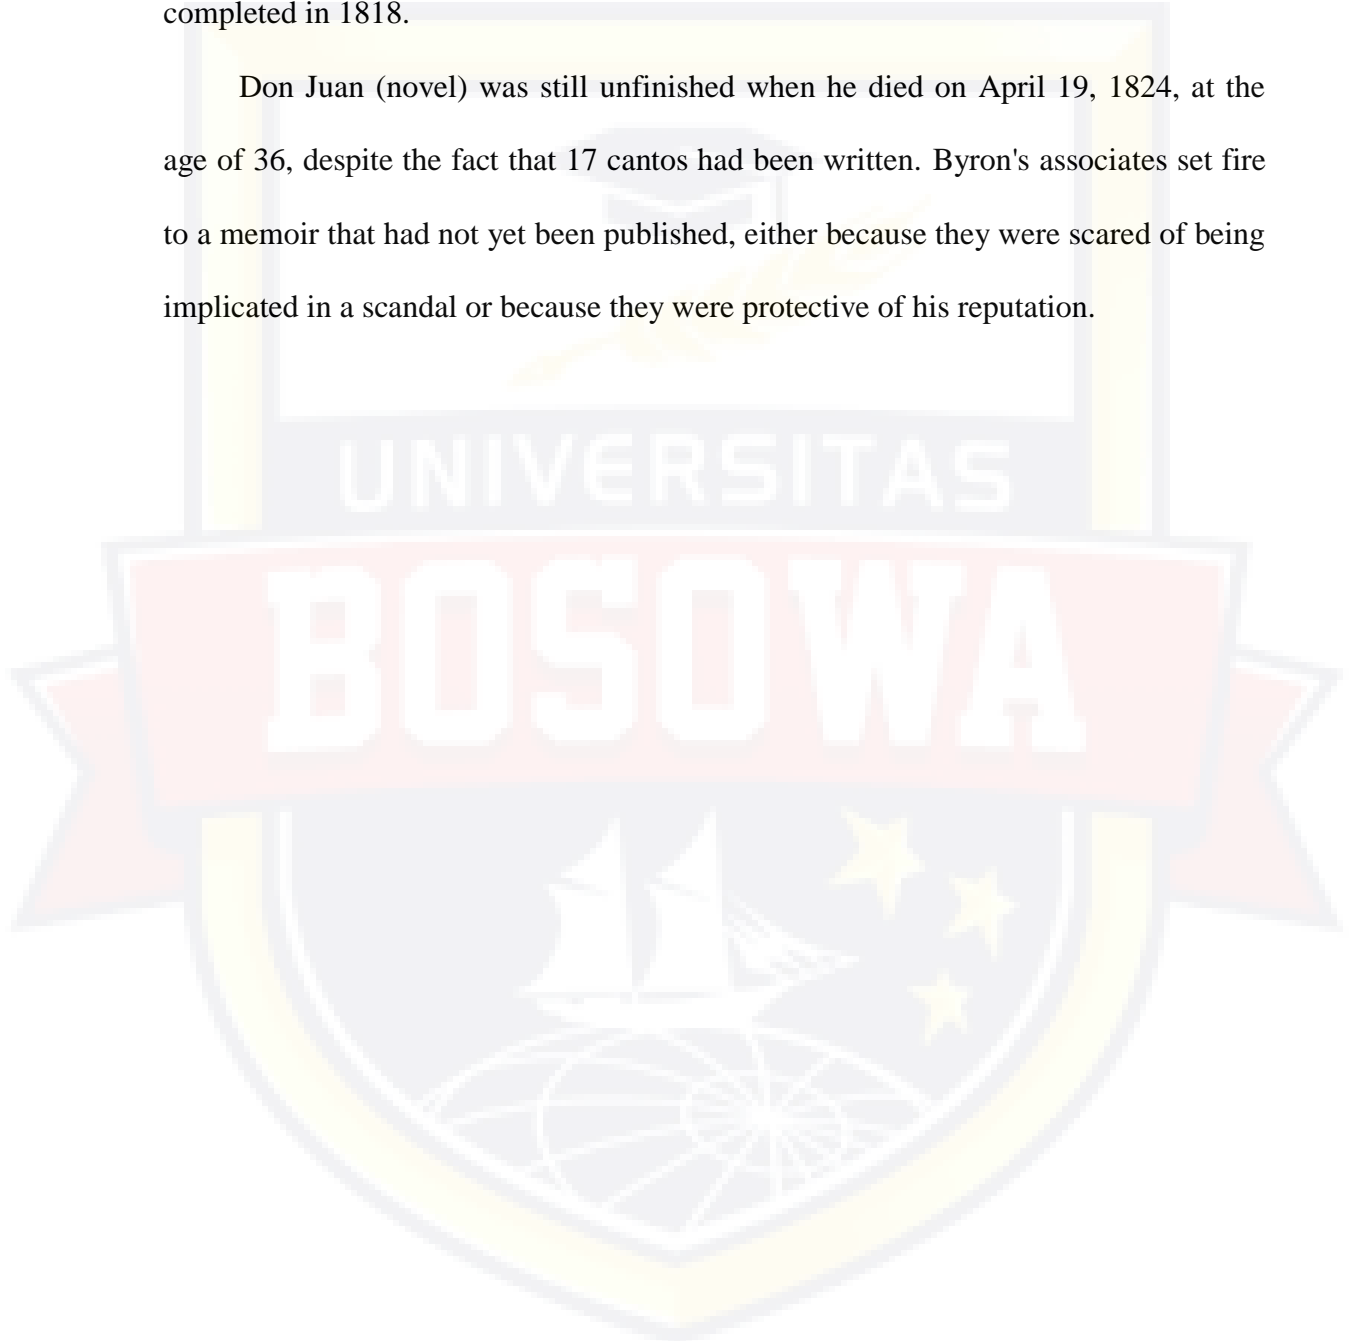 completed in 1818.
Don Juan (novel) was still unfinished when he died on April 19, 1824, at the
age of 36, despite the fact that 17 cantos had been written. Byron's associates set fire
to a memoir that had not yet been published, either because they were scared of being
implicated in a scandal or because they were protective of his reputation.
UNIVERSITAS
BOSOWA